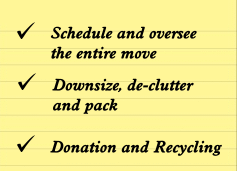 ✓ Schedule and oversee
the entire move
✓ Downsize, de-clutter
and pack
✓ Donation and Recycling